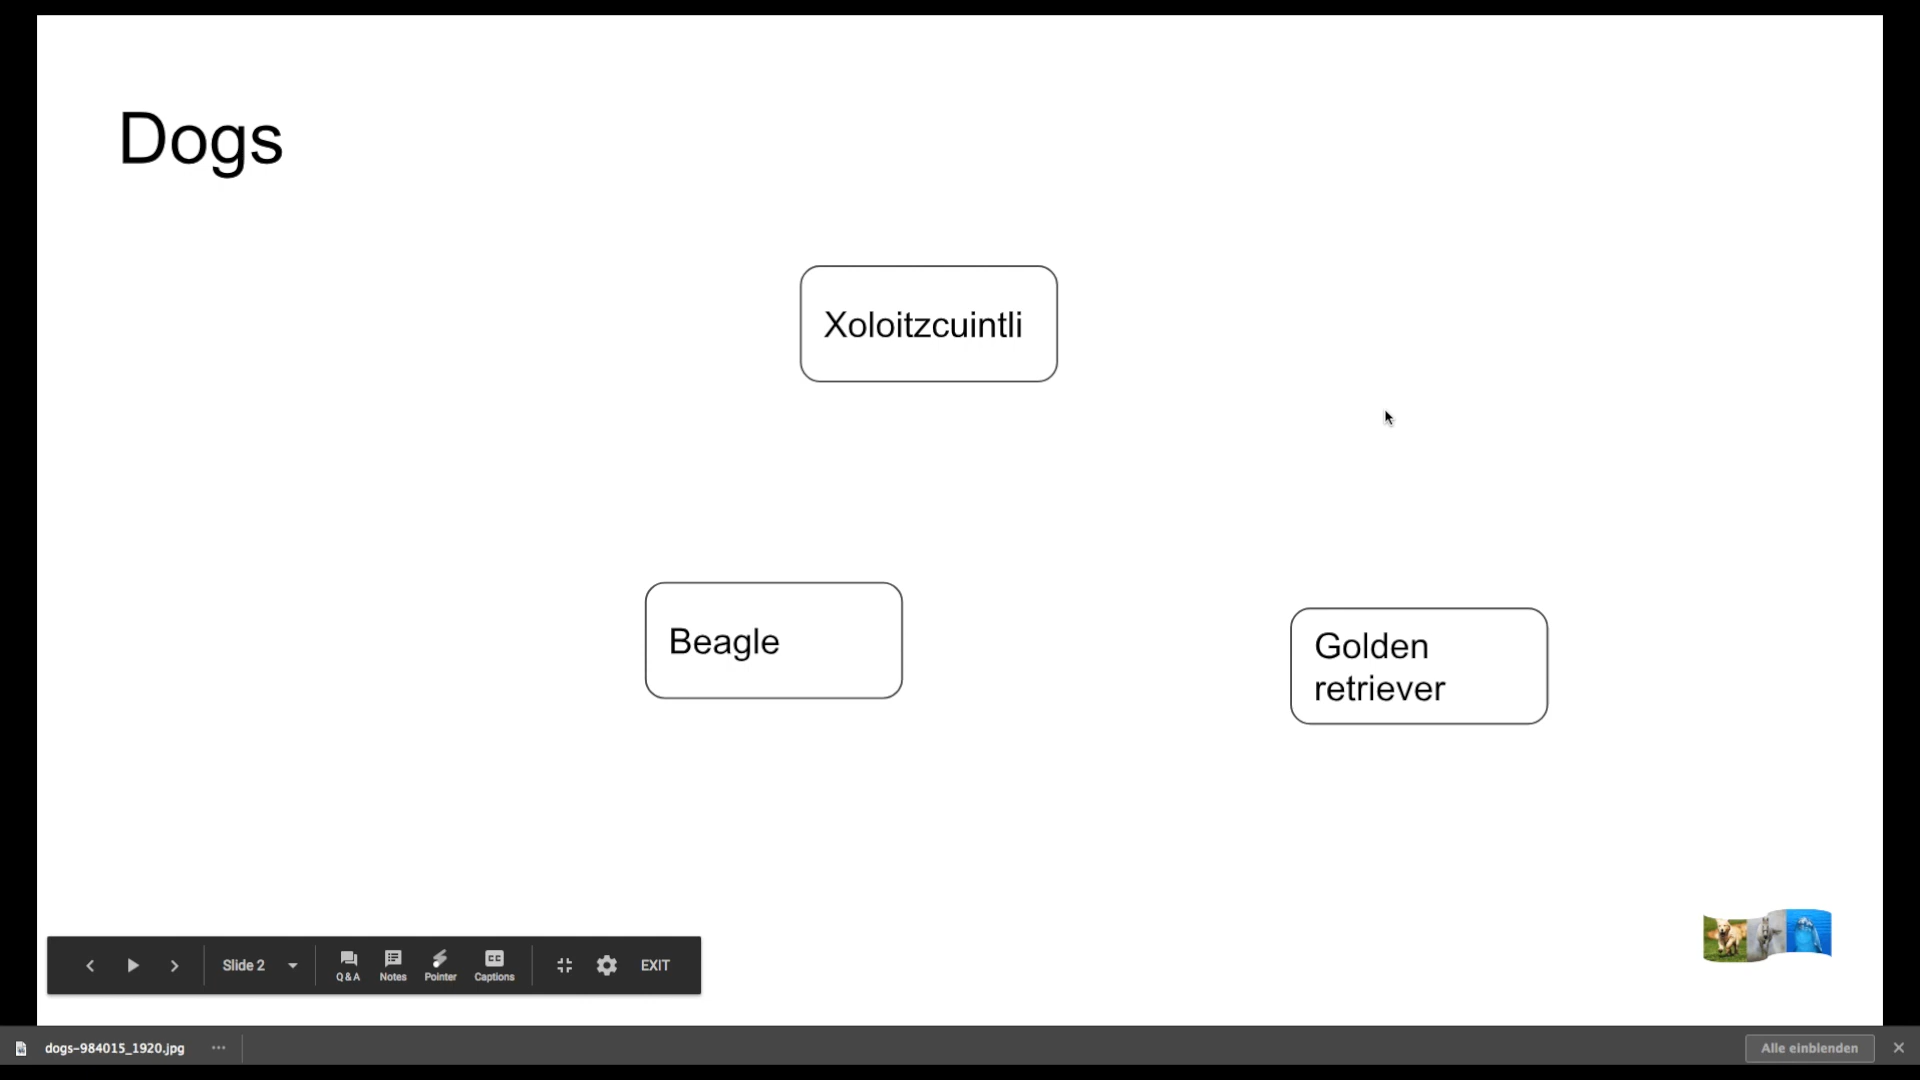 Dogs
Xoloitzcuintli
Beagle
Golden
retriever
Slide 2
Q&A
Notes
Pointer
Captions
EXIT
dogs-984015_1920.jpg
Alle einblenden